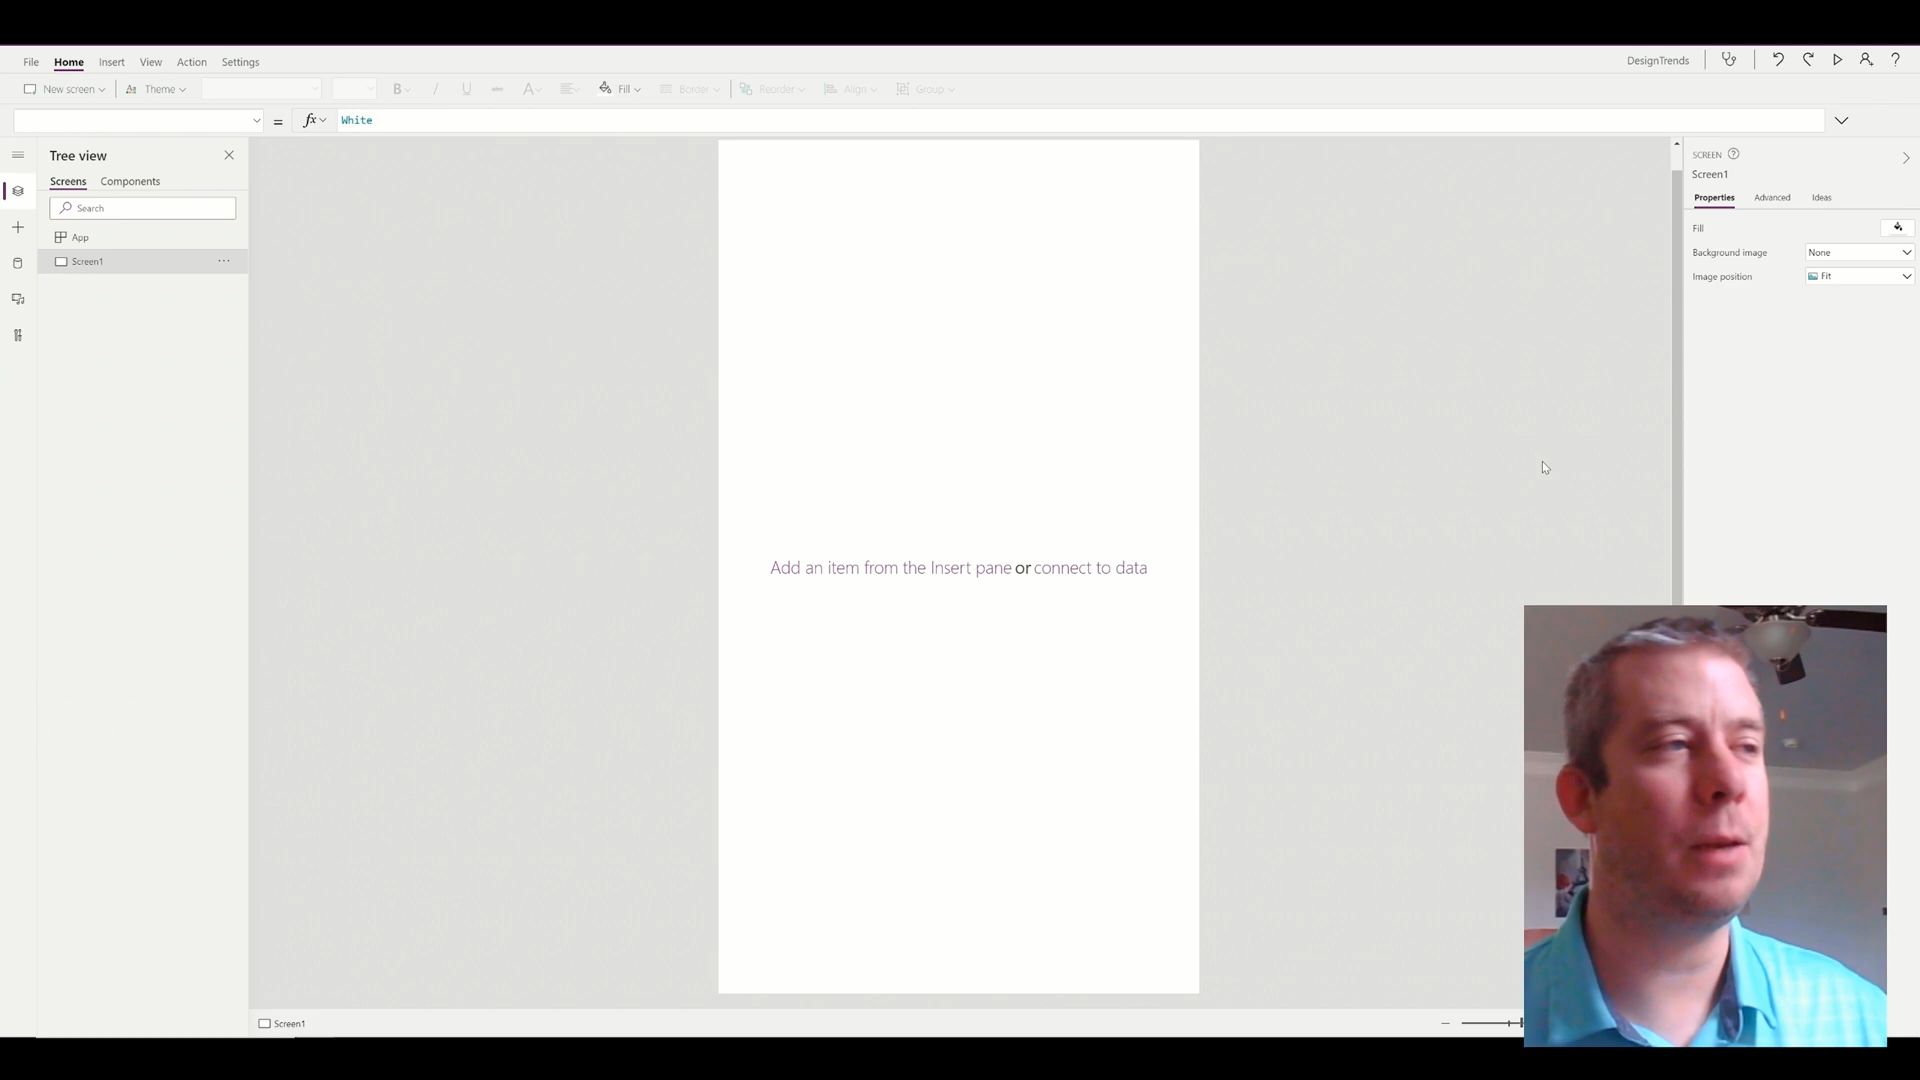 File Home Insert View Action Settings DesignTrends ?
New screen Theme B I U A Fill Border Reorder Align Group
= fx White
Tree view
Screens Components
Search
App
Screen1 ...
SCREEN ?
Screen1
Properties Advanced Ideas
Fill
Background image None
Image position Fit
Add an item from the Insert pane or connect to data
Screen1